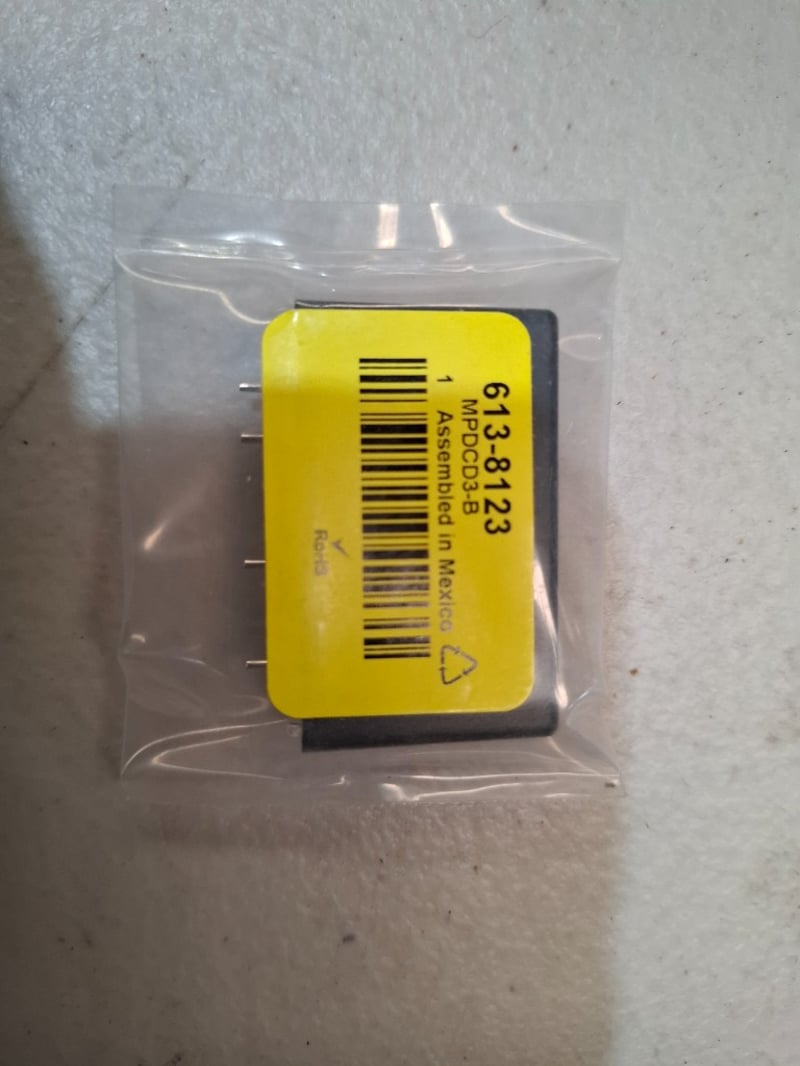 613-8123
MPDCD3-B
1 Assembled in Mexico
RoHS